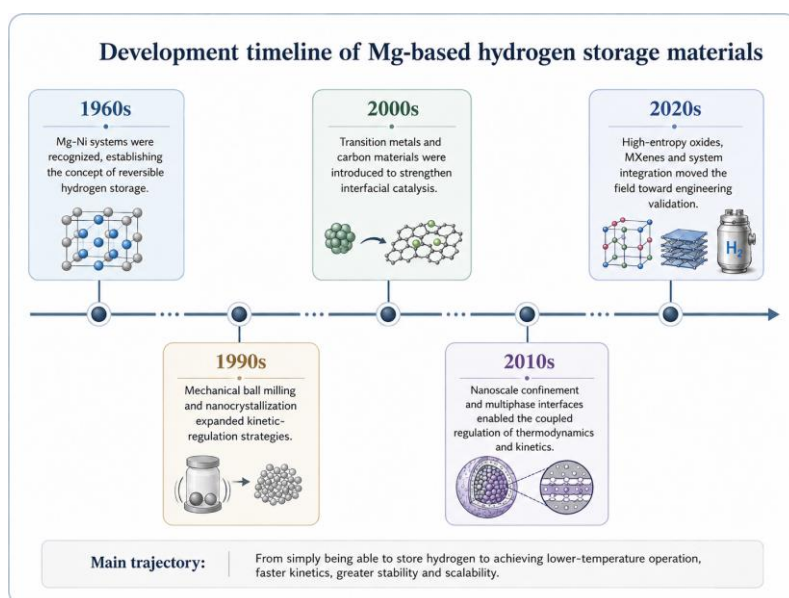 Development timeline of Mg-based hydrogen storage materials
1960s
Mg-Ni systems were
recognized, establishing
the concept of reversible
hydrogen storage.
2000s
Transition metals and
carbon materials were
introduced to strengthen
interfacial catalysis.
2020s
High-entropy oxides,
MXenes and system
integration moved the
field toward engineering
validation.
H₂
1990s
Mechanical ball milling
and nanocrystallization
expanded kinetic-
regulation strategies.
2010s
Nanoscale confinement
and multiphase interfaces
enabled the coupled
regulation of thermodynamics
and kinetics.
Main trajectory:
From simply being able to store hydrogen to achieving lower-temperature operation,
faster kinetics, greater stability and scalability.